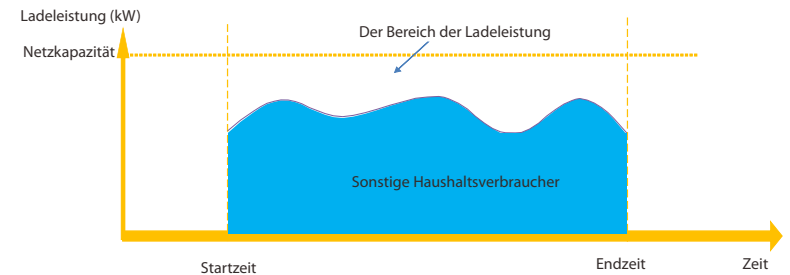 Ladeleistung (kW)
Der Bereich der Ladeleistung
Netzkapazität
Sonstige Haushaltsverbraucher
Startzeit
Endzeit
Zeit